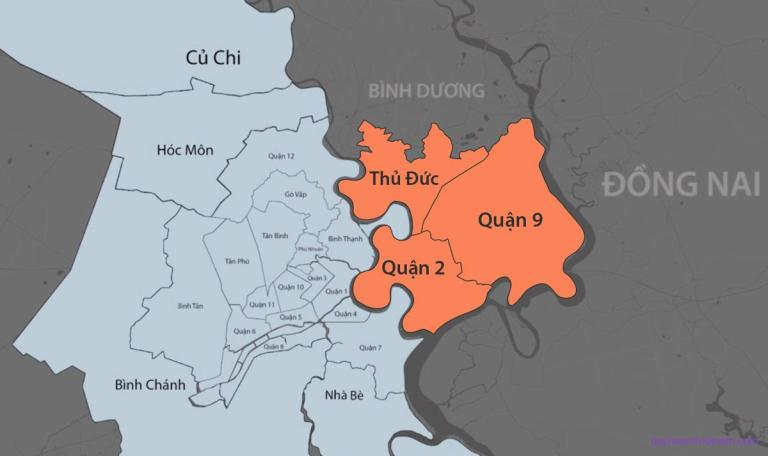 Củ Chi
BÌNH DƯƠNG
Hóc Môn
Quận 12
Thủ Đức
ĐỒNG NAI
Gò Vấp
Quận 9
Tân Bình
Bình Thạnh
Phú Nhuận
Tân Phú
Quận 2
Quận 3
Quận 10
Quận 1
Bình Tân
Quận 11
Quận 4
Quận 5
Quận 6
Quận 8
Quận 7
Bình Chánh
Nhà Bè